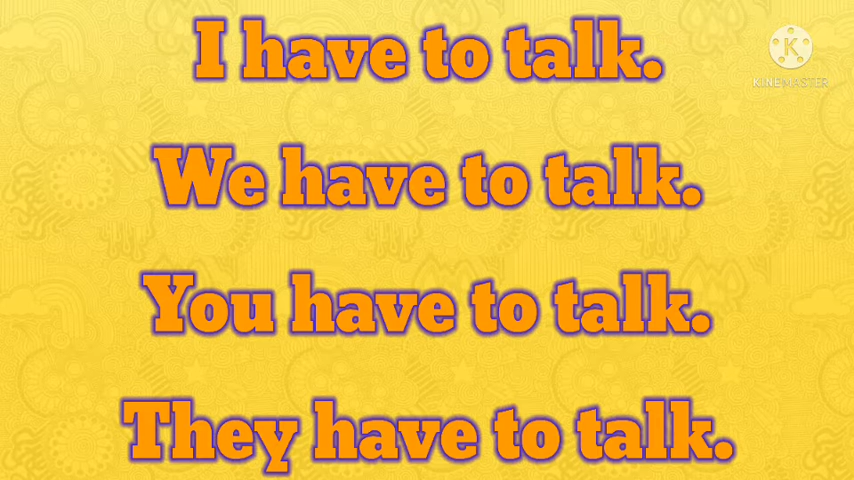 I have to talk.
KINEMASTER
We have to talk.
You have to talk.
They have to talk.